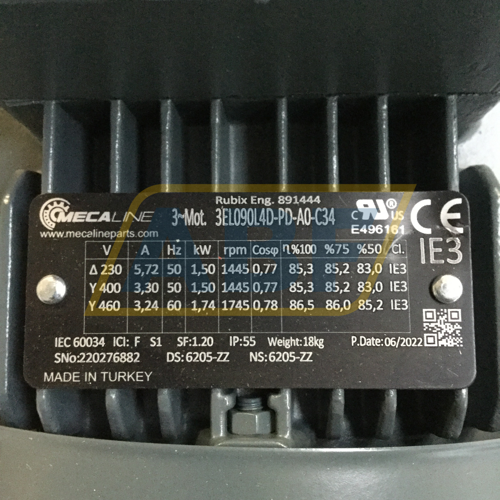 Rubix Eng. 891444
MECALINE
www.mecalineparts.com
3~Mot. 3EL090L4D-PD-A0-C34
C UL US
E496161
CE
IE3
V A Hz kW rpm Cosφ η%100 %75 %50 Cl.
Δ 230 5,72 50 1,50 1445 0,77 85,3 85,2 83,0 IE3
Y 400 3,30 50 1,50 1445 0,77 85,3 85,2 83,0 IE3
Y 460 3,24 60 1,74 1745 0,78 86,5 86,0 85,2 IE3
IEC 60034 ICl: F S1 SF:1.20 IP:55 Weight:18kg P.Date:06/2022
SNo:220276882 DS:6205-ZZ NS:6205-ZZ
MADE IN TURKEY